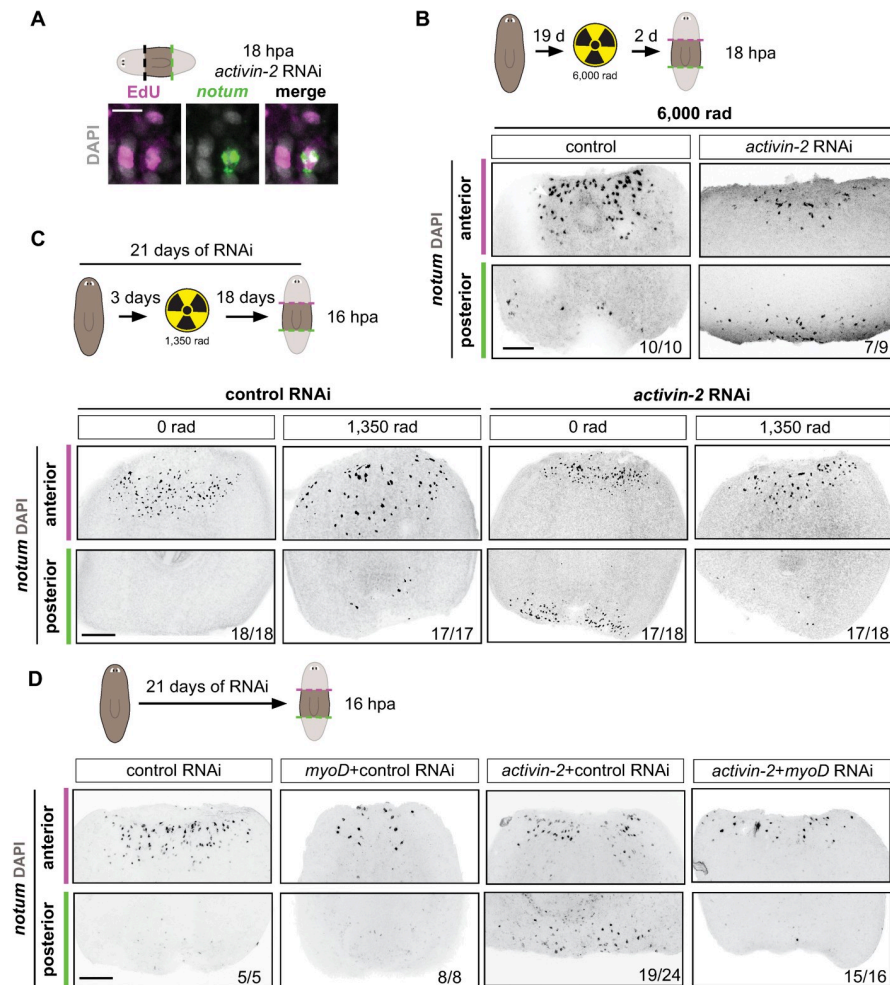 A
18 hpa
activin-2 RNAi
EdU notum merge
DAPI
B
19 d 2 d
6,000 rad
18 hpa
6,000 rad
control activin-2 RNAi
notum DAPI
anterior
posterior
10/10 7/9
C
21 days of RNAi
3 days 18 days
1,350 rad
16 hpa
control RNAi activin-2 RNAi
0 rad 1,350 rad 0 rad 1,350 rad
notum DAPI
anterior
posterior
18/18 17/17 17/18 17/18
D
21 days of RNAi
16 hpa
control RNAi myoD+control RNAi activin-2+control RNAi activin-2+myoD RNAi
notum DAPI
anterior
posterior
5/5 8/8 19/24 15/16